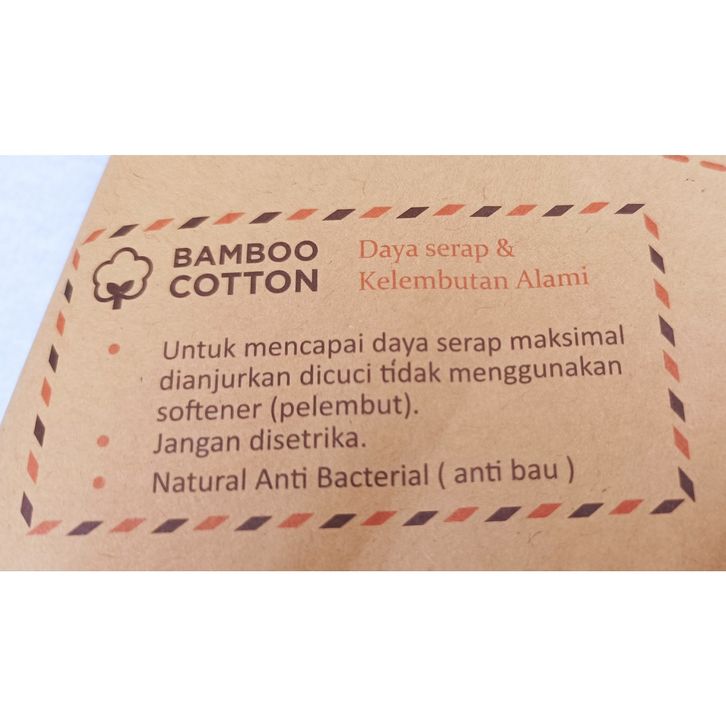 BAMBOO
COTTON
Daya serap &
Kelembutan Alami
Untuk mencapai daya serap maksimal
dianjurkan dicuci tidak menggunakan
softener (pelembut).
Jangan disetrika.
Natural Anti Bacterial ( anti bau )